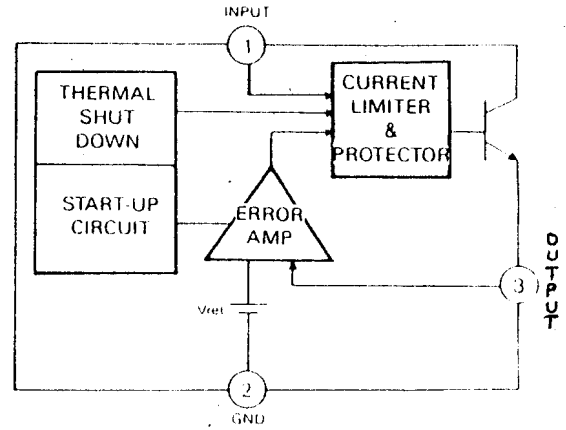 INPUT
1
THERMAL
SHUT
DOWN
CURRENT
LIMITER
&
PROTECTOR
START-UP
CIRCUIT
ERROR
AMP
3
OUTPUT
Vref
2
GND